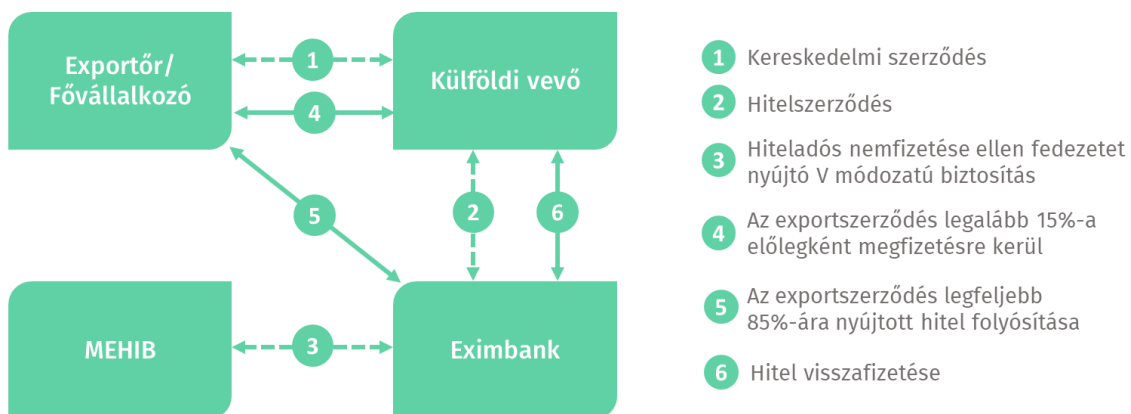 Exportőr/
Fővállalkozó
1
Külföldi vevő
4
2
6
5
MEHIB
3
Eximbank
1 Kereskedelmi szerződés
2 Hitelszerződés
3 Hiteladós nemfizetése ellen fedezetet
nyújtó V módozatú biztosítás
4 Az exportszerződés legalább 15%-a
előlegként megfizetésre kerül
5 Az exportszerződés legfeljebb
85%-ára nyújtott hitel folyósítása
6 Hitel visszafizetése